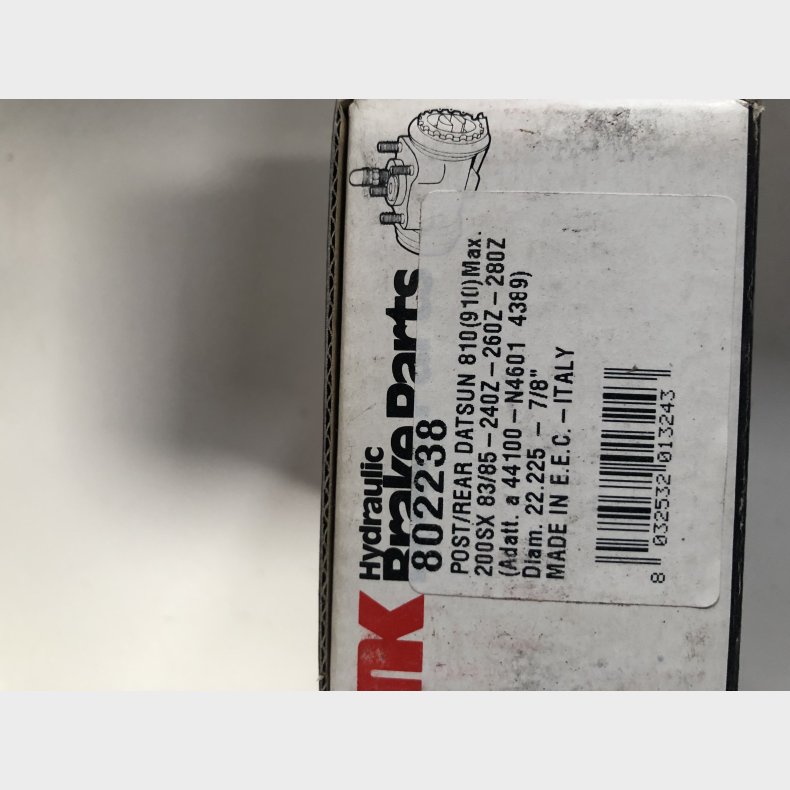 Hydraulic
Brake Parts
802238
POST/REAR DATSUN 810(910)Max.
200SX 83/85-240Z-260Z-280Z
(Adatt. a 44100-N4601 4389)
Diam. 22.225 - 7/8"
MADE IN E.E.C.-ITALY
8 032532 013243